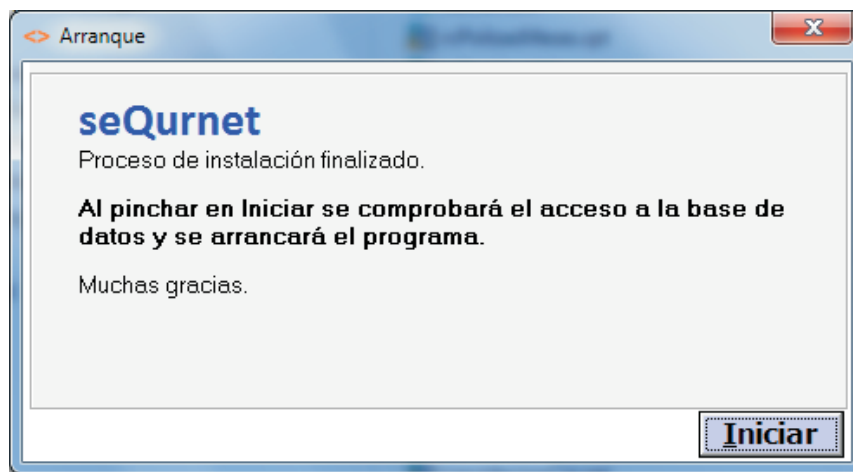 Arranque
seQurnet
Proceso de instalación finalizado.
Al pinchar en Iniciar se comprobará el acceso a la base de
datos y se arrancará el programa.
Muchas gracias.
Iniciar